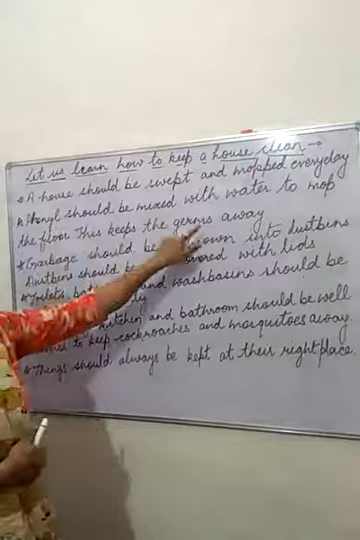 Let us learn how to keep a house clean →
* A house should be swept and mopped everyday
* Phenyl should be mixed with water to mop
the floor This keeps the germs away
* Garbage should be into dustbins
Dustbins should be with lids
* Toilets, and washbasins should be
kitchen and bathroom should be well
to keep cockroaches and mosquitoes away.
* Things should always be kept at their right place.